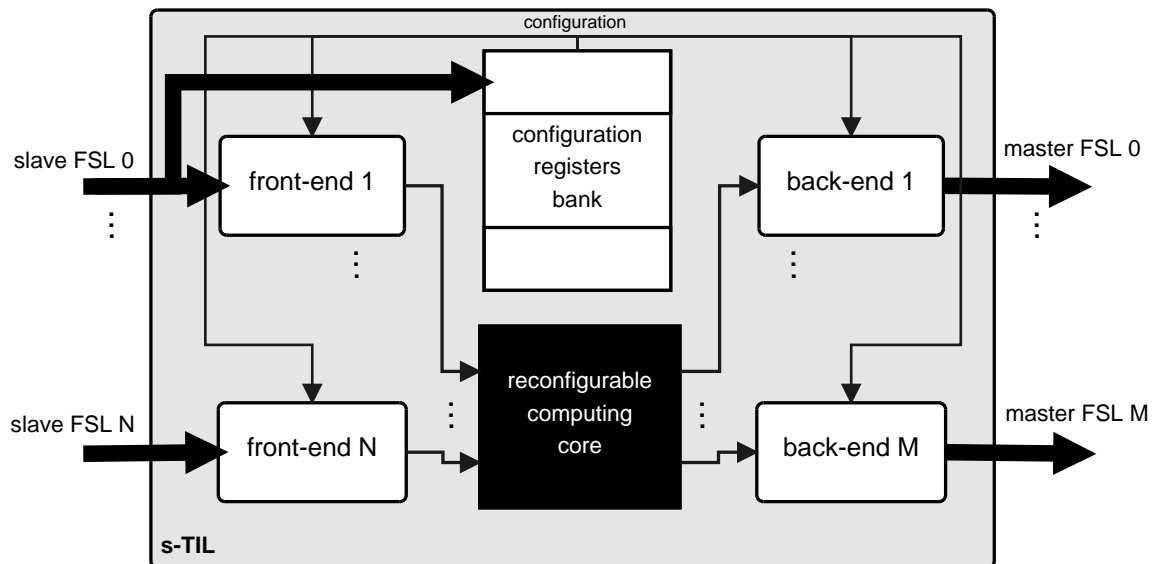 configuration
slave FSL 0
front-end 1
configuration
registers
bank
back-end 1
master FSL 0
reconfigurable
computing
core
slave FSL N
front-end N
back-end M
master FSL M
s-TIL